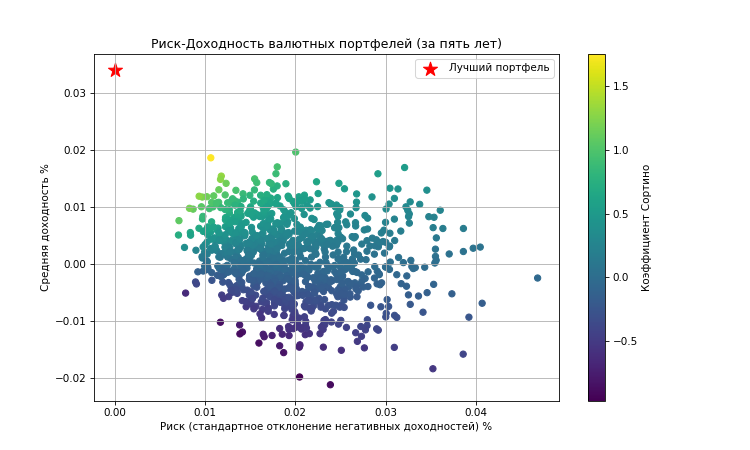 Риск-Доходность валютных портфелей (за пять лет)
Лучший портфель
Средняя доходность %
0.03
0.02
0.01
0.00
−0.01
−0.02
0.00 0.01 0.02 0.03 0.04
Риск (стандартное отклонение негативных доходностей) %
1.5
1.0
0.5
0.0
−0.5
Коэффициент Сортино